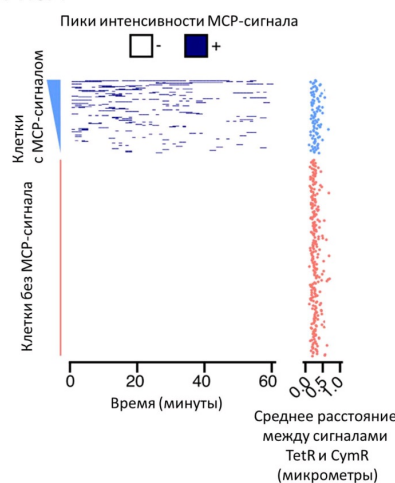 Пики интенсивности MCP-сигнала
- +
Клетки
с MCP-сигналом
Клетки без MCP-сигнала
0 20 40 60
Время (минуты)
0.0 0.5 1.0
Среднее расстояние
между сигналами
TetR и CymR
(микрометры)